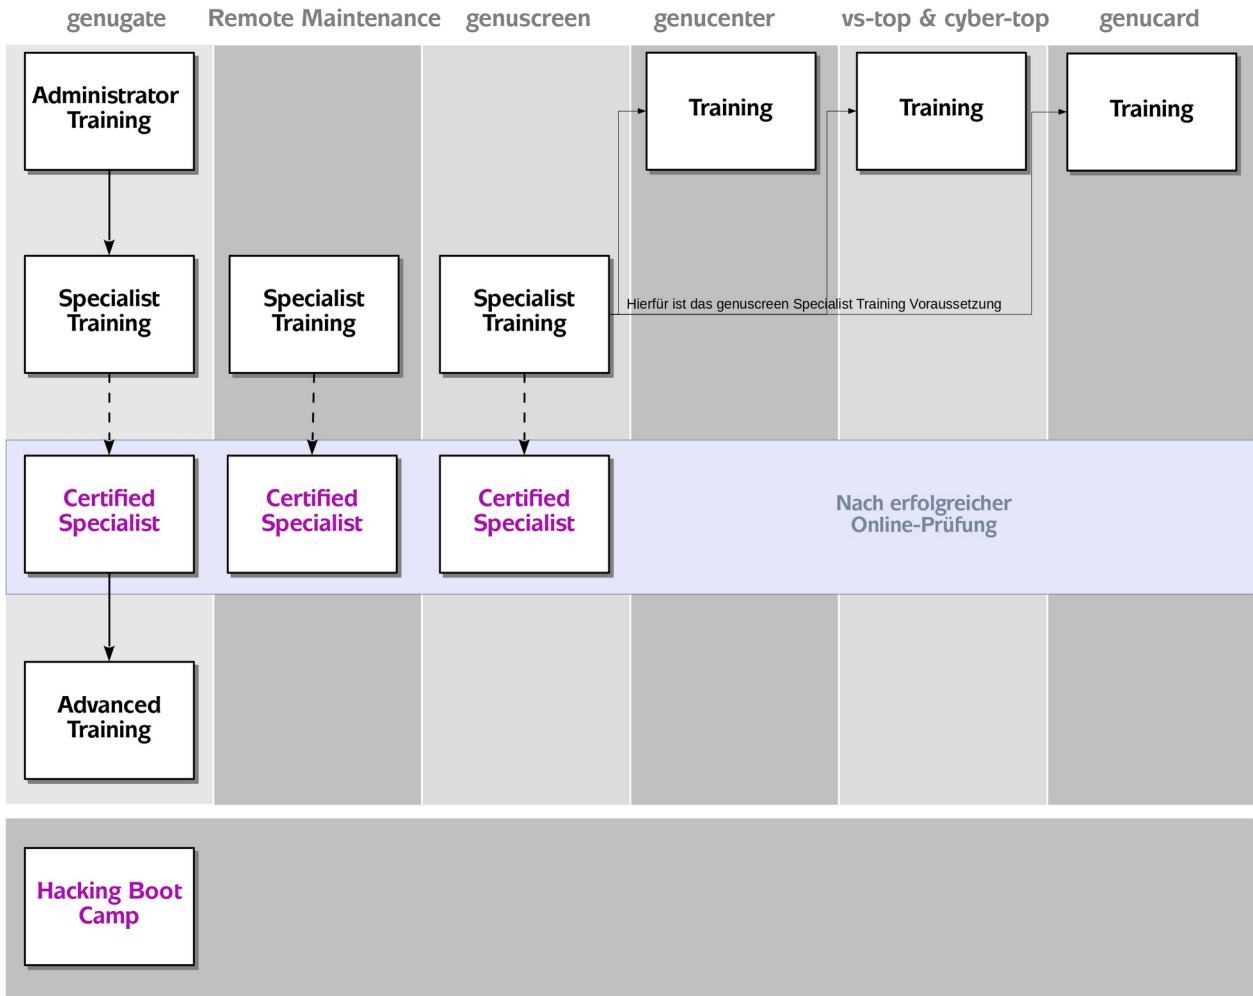 genugate
Remote Maintenance
genuscreen
genucenter
vs-top & cyber-top
genucard
Administrator
Training
Training
Training
Training
Specialist
Training
Specialist
Training
Specialist
Training
Hierfür ist das genuscreen Specialist Training Voraussetzung
Certified
Specialist
Certified
Specialist
Certified
Specialist
Nach erfolgreicher
Online-Prüfung
Advanced
Training
Hacking Boot
Camp